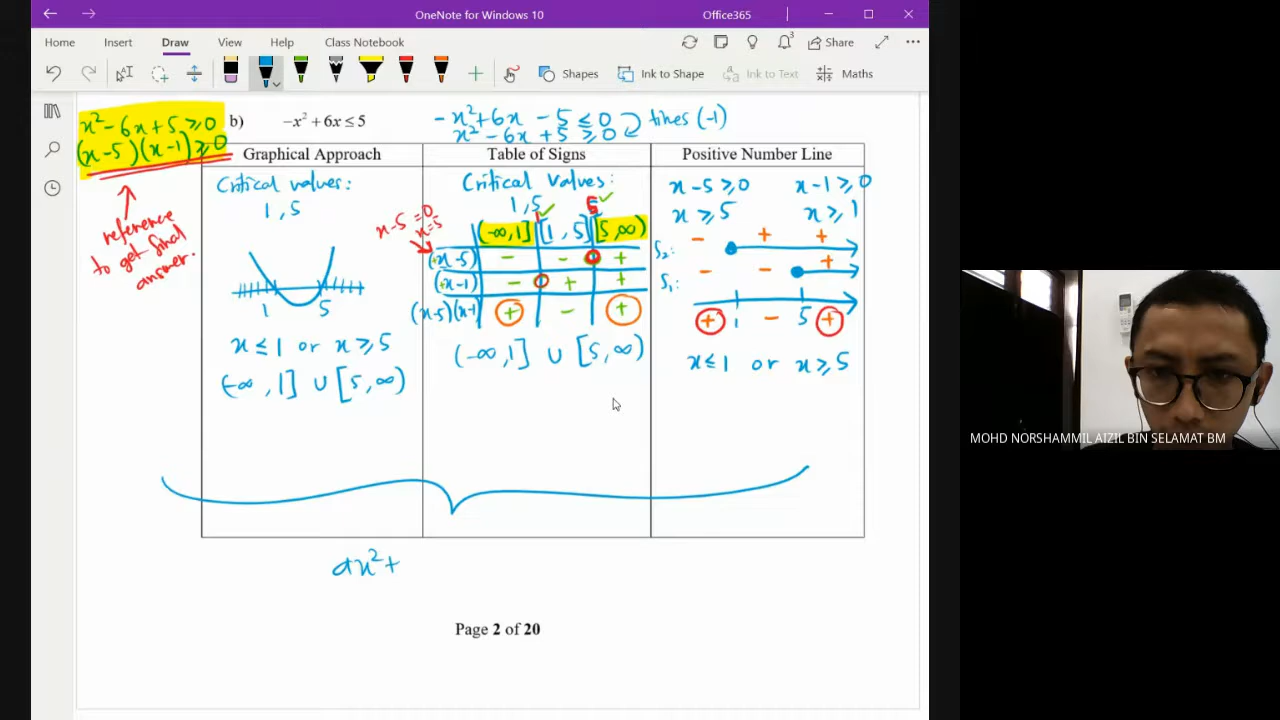 OneNote for Windows 10
Office365
Home Insert Draw View Help Class Notebook
3
Share
Shapes Ink to Shape Ink to Text Maths
x² - 6x + 5 ≥ 0
(x-5)(x-1) ≥ 0
reference
to get final
answer.
b) −x² + 6x ≤ 5
-x² + 6x - 5 ≤ 0
x² - 6x + 5 ≥ 0
times (-1)
Graphical Approach
Critical values:
1, 5
1 5
x ≤ 1 or x ≥ 5
(-∞, 1] ∪ [5, ∞)
Table of Signs
Critical Values:
1, 5
1 5
x-5 = 0
x = 5
(-∞, 1] [1, 5] [5, ∞)
(x-5) - - +
(x-1) - + +
(x-5)(x-1) + - +
(-∞, 1] ∪ [5, ∞)
Positive Number Line
x-5 ≥ 0 x-1 ≥ 0
x ≥ 5 x ≥ 1
- + +
S₂:
- - +
S₁:
+ 1 - 5 +
x ≤ 1 or x ≥ 5
ax² +
Page 2 of 20
MOHD NORSHAMMIL AIZIL BIN SELAMAT BM